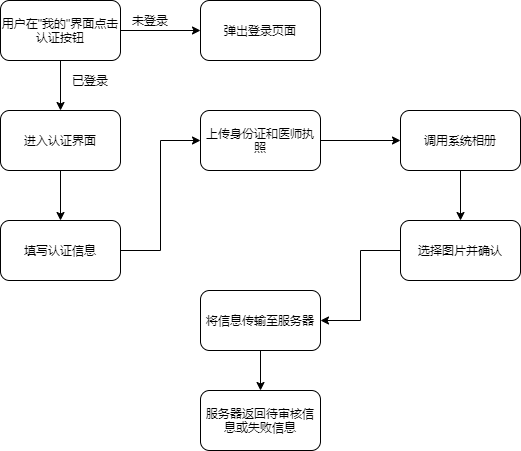 用户在"我的"界面点击
认证按钮
未登录
弹出登录页面
已登录
进入认证界面
上传身份证和医师执
照
调用系统相册
填写认证信息
选择图片并确认
将信息传输至服务器
服务器返回待审核信
息或失败信息